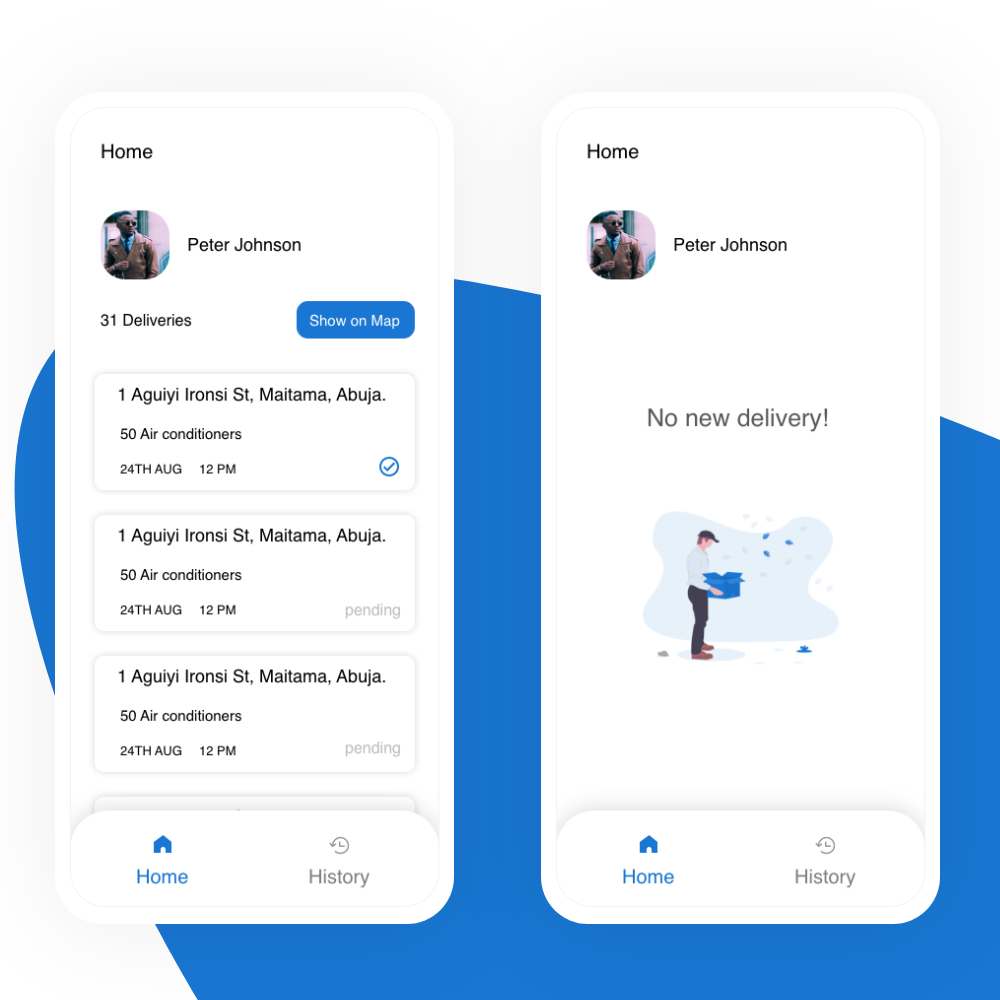 Home
Peter Johnson
31 Deliveries
Show on Map
1 Aguiyi Ironsi St, Maitama, Abuja.
50 Air conditioners
24TH AUG 12 PM
1 Aguiyi Ironsi St, Maitama, Abuja.
50 Air conditioners
24TH AUG 12 PM
pending
1 Aguiyi Ironsi St, Maitama, Abuja.
50 Air conditioners
24TH AUG 12 PM
pending
Home
History
Home
Peter Johnson
No new delivery!
Home
History